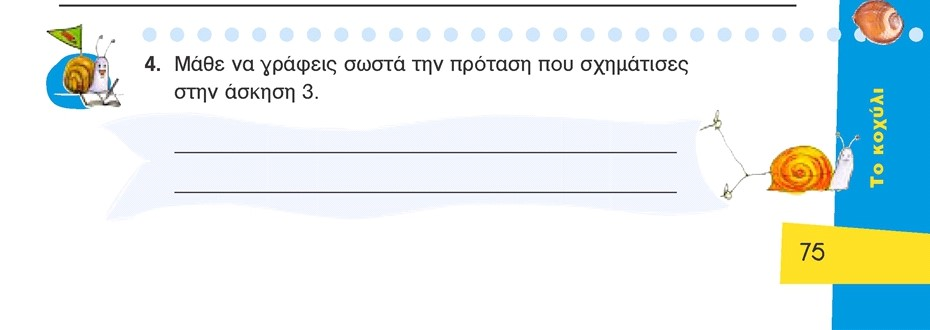 4. Μάθε να γράφεις σωστά την πρόταση που σχημάτισες
στην άσκηση 3.
Το κοχύλι
75